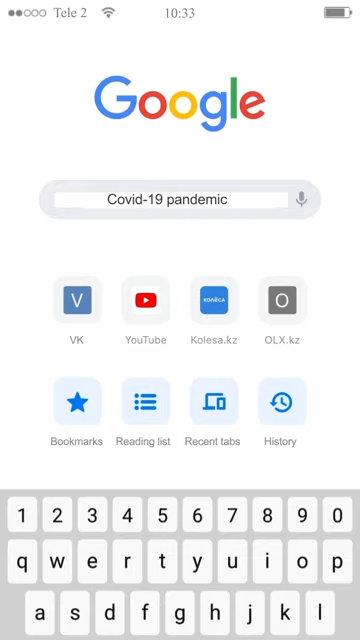 Tele 2 10:33
Google
Covid-19 pandemic
V КОЛЁСА O
VK YouTube Kolesa.kz OLX.kz
Bookmarks Reading list Recent tabs History
1 2 3 4 5 6 7 8 9 0
q w e r t y u i o p
a s d f g h j k l